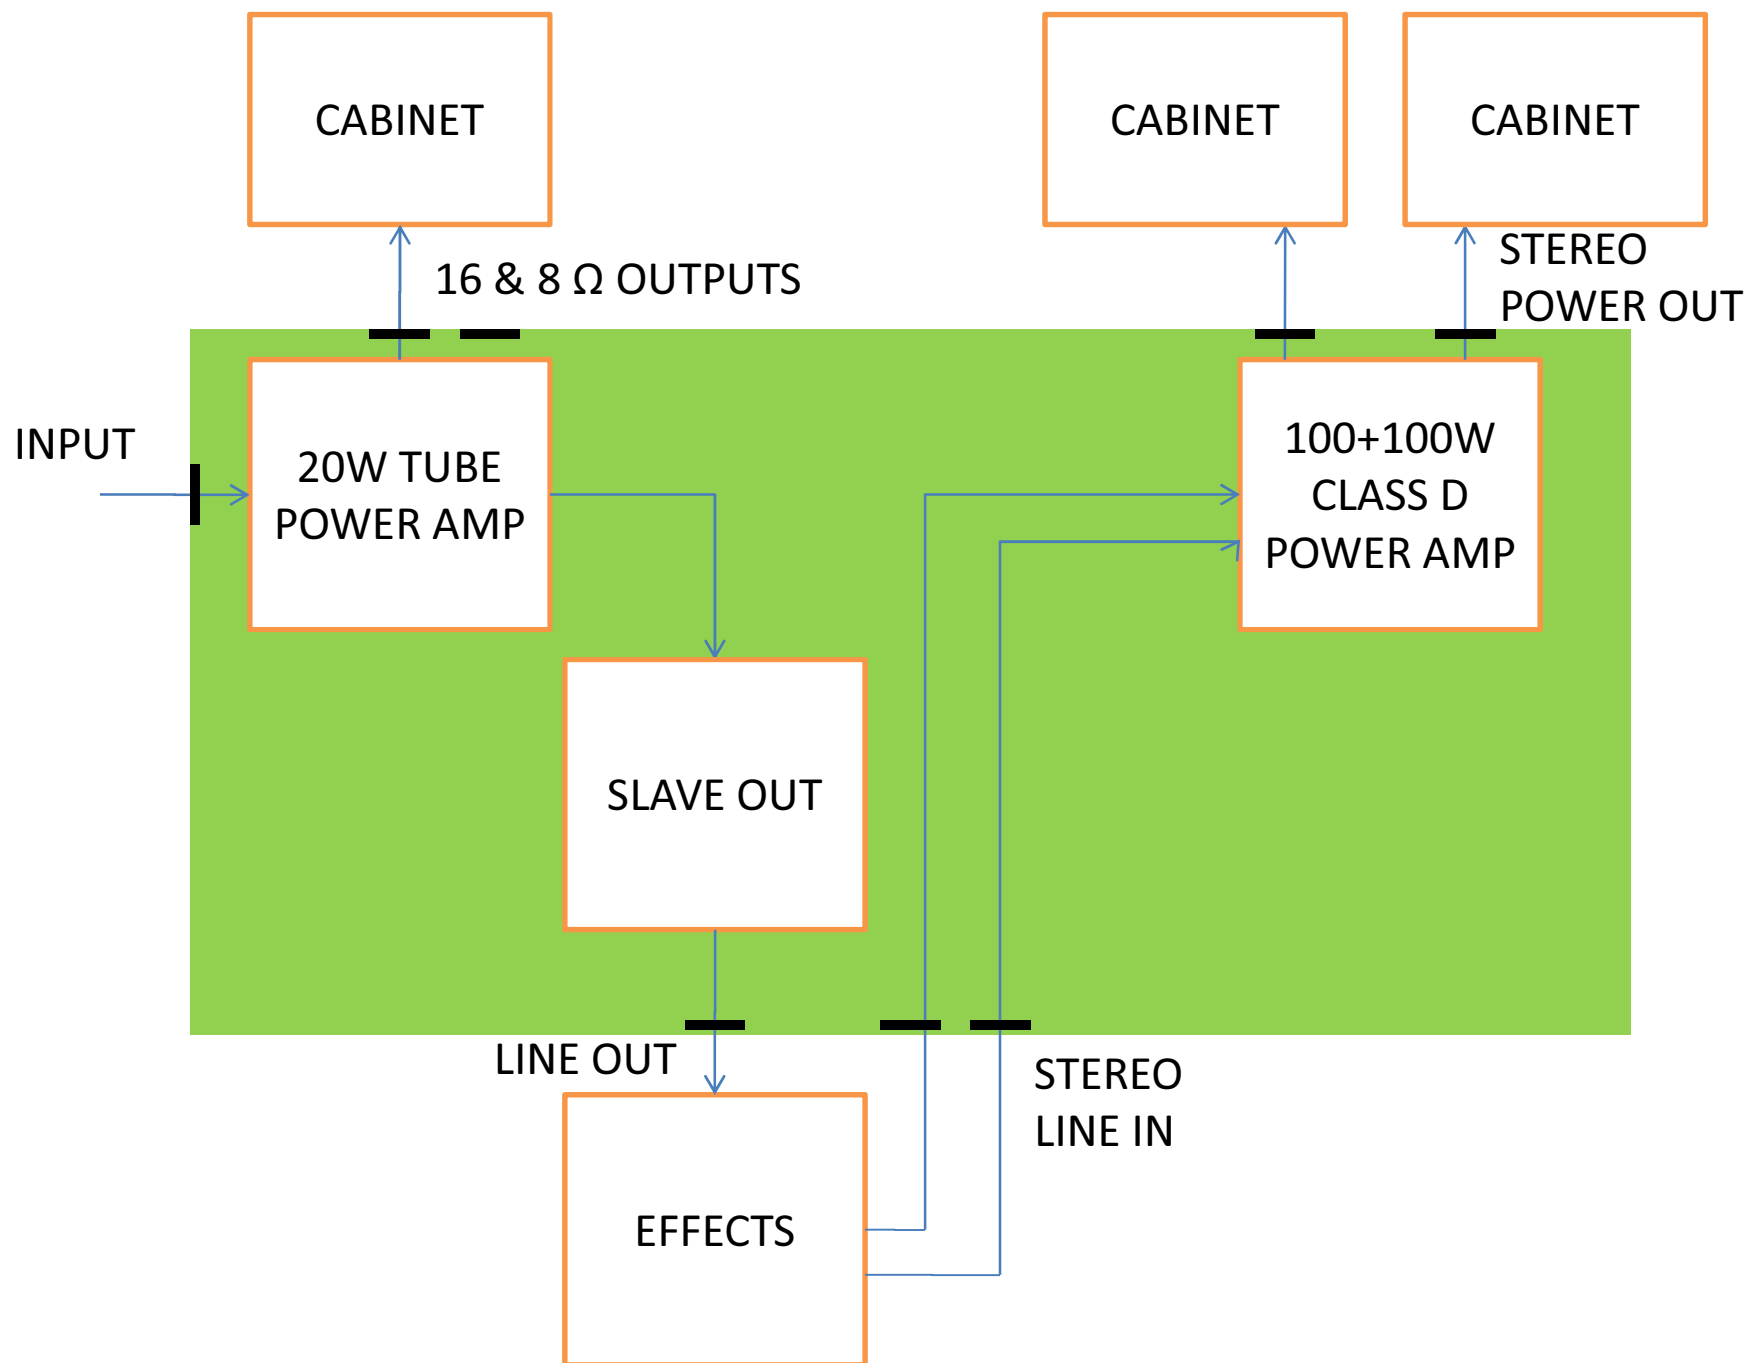 CABINET
CABINET
CABINET
16 & 8 Ω OUTPUTS
STEREO
POWER OUT
INPUT
20W TUBE
POWER AMP
100+100W
CLASS D
POWER AMP
SLAVE OUT
LINE OUT
STEREO
LINE IN
EFFECTS